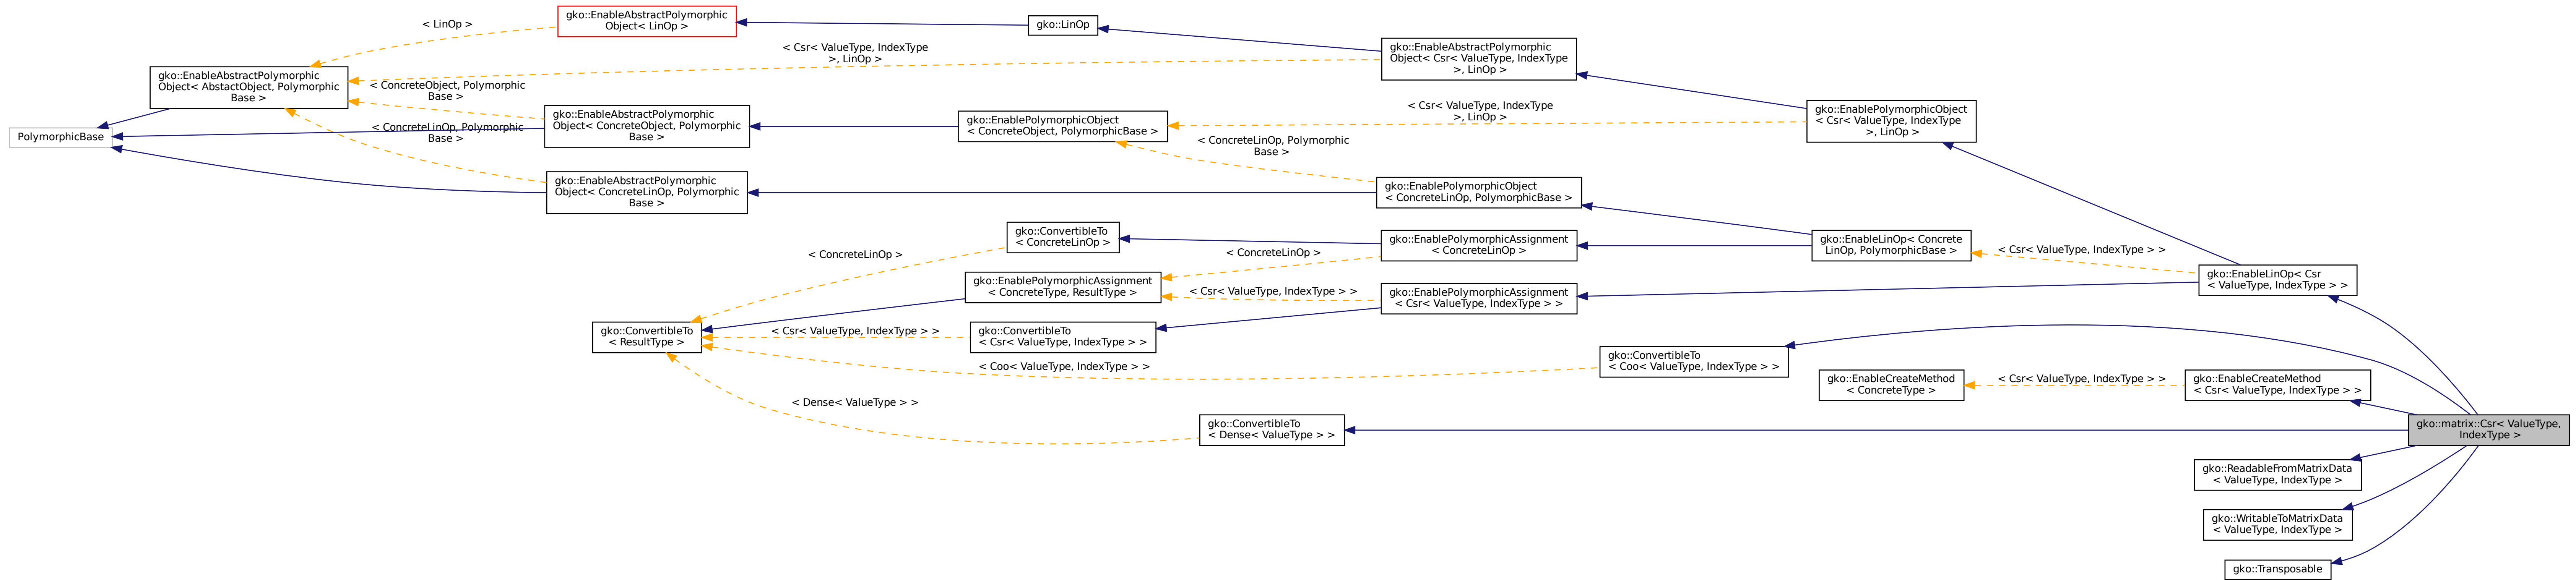 gko::EnableAbstractPolymorphic
Object< LinOp >
gko::LinOp
< LinOp >
gko::EnableAbstractPolymorphic
Object< Csr< ValueType, IndexType
>, LinOp >
< Csr< ValueType, IndexType
>, LinOp >
gko::EnableAbstractPolymorphic
Object< AbstactObject, Polymorphic
Base >
< ConcreteObject, Polymorphic
Base >
gko::EnablePolymorphicObject
< Csr< ValueType, IndexType
>, LinOp >
< Csr< ValueType, IndexType
>, LinOp >
gko::EnableAbstractPolymorphic
Object< ConcreteObject, Polymorphic
Base >
gko::EnablePolymorphicObject
< ConcreteObject, PolymorphicBase >
PolymorphicBase
< ConcreteLinOp, Polymorphic
Base >
< ConcreteLinOp, Polymorphic
Base >
gko::EnableAbstractPolymorphic
Object< ConcreteLinOp, Polymorphic
Base >
gko::EnablePolymorphicObject
< ConcreteLinOp, PolymorphicBase >
gko::ConvertibleTo
< ConcreteLinOp >
gko::EnablePolymorphicAssignment
< ConcreteLinOp >
gko::EnableLinOp< Concrete
LinOp, PolymorphicBase >
< Csr< ValueType, IndexType > >
< ConcreteLinOp >
< ConcreteLinOp >
gko::EnableLinOp< Csr
< ValueType, IndexType > >
gko::EnablePolymorphicAssignment
< ConcreteType, ResultType >
< Csr< ValueType, IndexType > >
gko::EnablePolymorphicAssignment
< Csr< ValueType, IndexType > >
gko::ConvertibleTo
< ResultType >
< Csr< ValueType, IndexType > >
gko::ConvertibleTo
< Csr< ValueType, IndexType > >
< Coo< ValueType, IndexType > >
gko::ConvertibleTo
< Coo< ValueType, IndexType > >
gko::EnableCreateMethod
< ConcreteType >
< Csr< ValueType, IndexType > >
gko::EnableCreateMethod
< Csr< ValueType, IndexType > >
< Dense< ValueType > >
gko::ConvertibleTo
< Dense< ValueType > >
gko::matrix::Csr< ValueType,
IndexType >
gko::ReadableFromMatrixData
< ValueType, IndexType >
gko::WritableToMatrixData
< ValueType, IndexType >
gko::Transposable